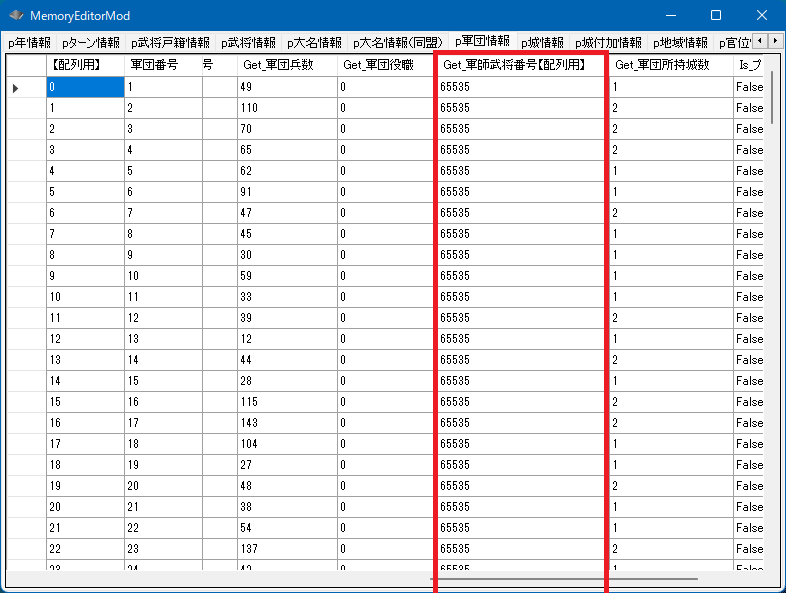 MemoryEditorMod
p年情報 pターン情報 p武将戸籍情報 p武将情報 p大名情報 p大名情報(同盟) p軍団情報 p城情報 p城付加情報 p地域情報 p官位
【配列用】 軍団番号 号 Get_軍団兵数 Get_軍団役職 Get_軍師武将番号【配列用】 Get_軍団所持城数 Is_プ
0 1 49 0 65535 1 False
1 2 110 0 65535 2 False
2 3 70 0 65535 2 False
3 4 65 0 65535 2 False
4 5 62 0 65535 1 False
5 6 91 0 65535 1 False
6 7 47 0 65535 2 False
7 8 45 0 65535 1 False
8 9 30 0 65535 1 False
9 10 59 0 65535 1 False
10 11 33 0 65535 1 False
11 12 39 0 65535 2 False
12 13 12 0 65535 1 False
13 14 44 0 65535 2 False
14 15 28 0 65535 1 False
15 16 115 0 65535 2 False
16 17 143 0 65535 2 False
17 18 104 0 65535 1 False
18 19 27 0 65535 1 False
19 20 48 0 65535 2 False
20 21 38 0 65535 1 False
21 22 54 0 65535 1 False
22 23 137 0 65535 2 False
23 24 0 65535 1 False